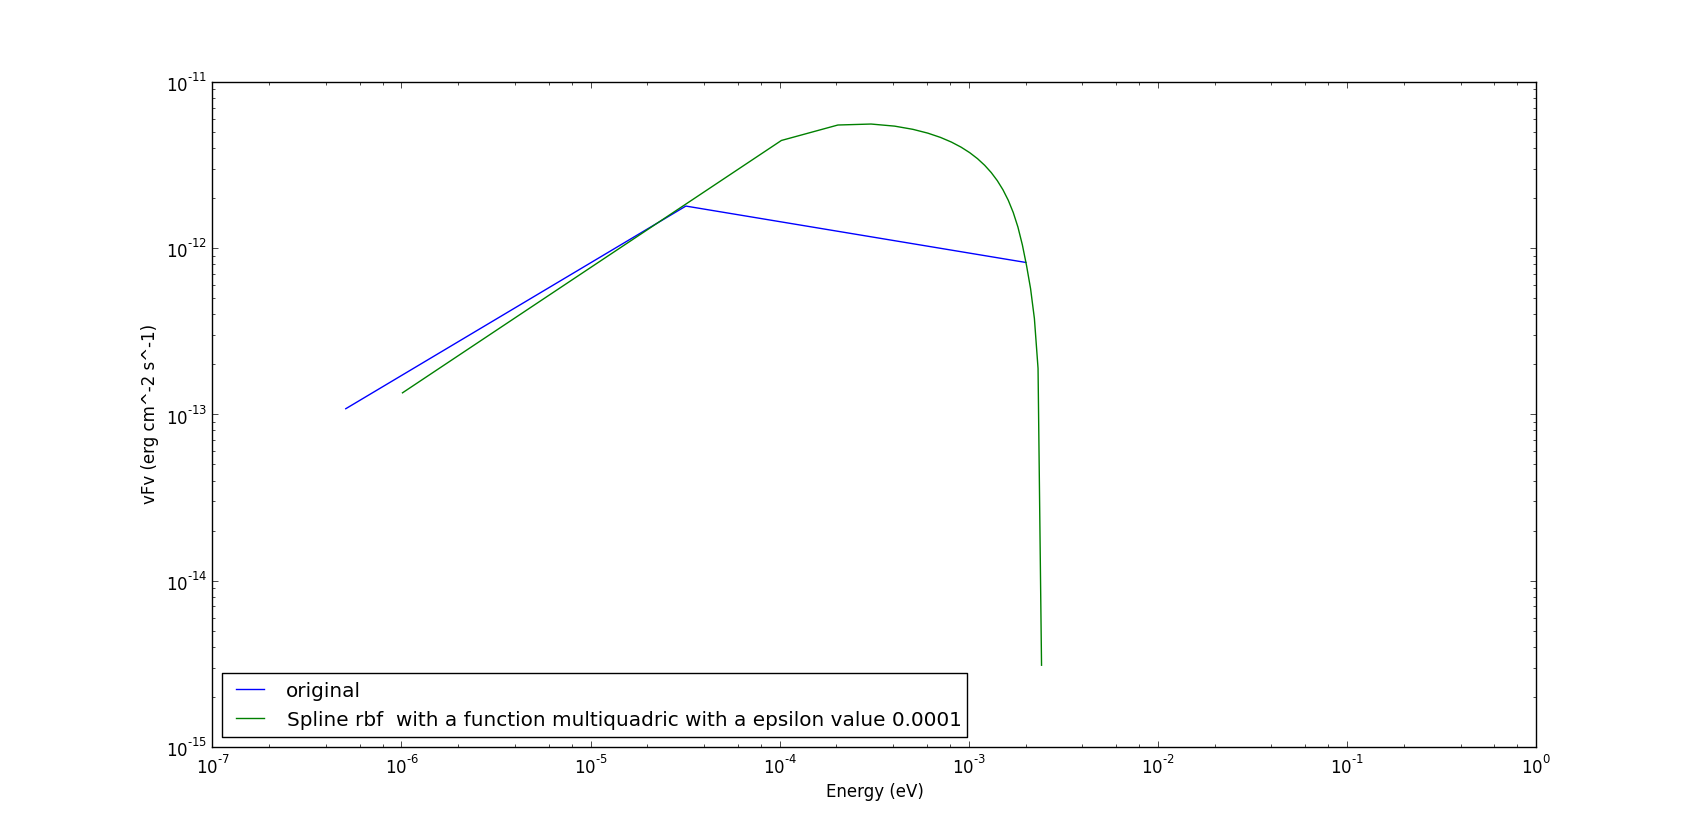 10^-11
10^-12
10^-13
10^-14
10^-15
vFv (erg cm^-2 s^-1)
original
Spline rbf  with a function multiquadric with a epsilon value 0.0001
10^-7 10^-6 10^-5 10^-4 10^-3 10^-2 10^-1 10^0
Energy (eV)